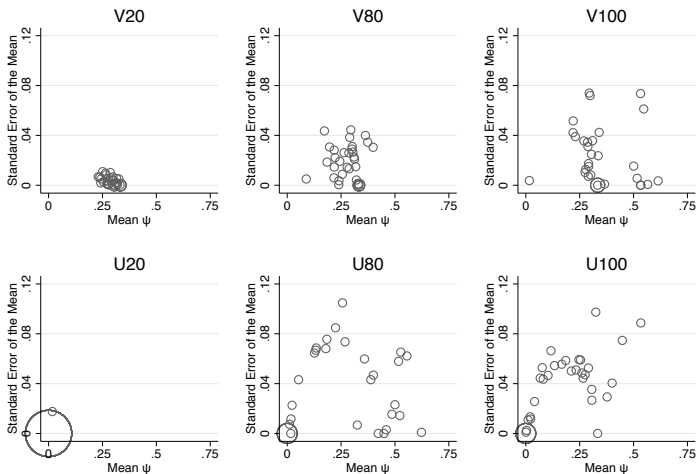 V20 V80 V100
Standard Error of the Mean Standard Error of the Mean Standard Error of the Mean
.12 .12 .12
.08 .08 .08
.04 .04 .04
0 0 0
0 .25 .5 .75 0 .25 .5 .75 0 .25 .5 .75
Mean ψ Mean ψ Mean ψ
U20 U80 U100
Standard Error of the Mean Standard Error of the Mean Standard Error of the Mean
.12 .12 .12
.08 .08 .08
.04 .04 .04
0 0 0
0 .25 .5 .75 0 .25 .5 .75 0 .25 .5 .75
Mean ψ Mean ψ Mean ψ